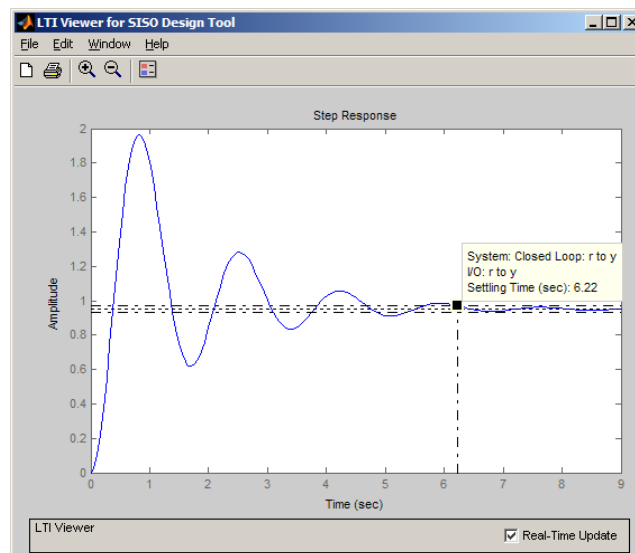 LTI Viewer for SISO Design Tool
File Edit Window Help
Step Response
2
1.8
1.6
1.4
1.2
1
0.8
0.6
0.4
0.2
0
Amplitude
System: Closed Loop: r to y
I/O: r to y
Settling Time (sec): 6.22
0 1 2 3 4 5 6 7 8 9
Time (sec)
LTI Viewer
Real-Time Update